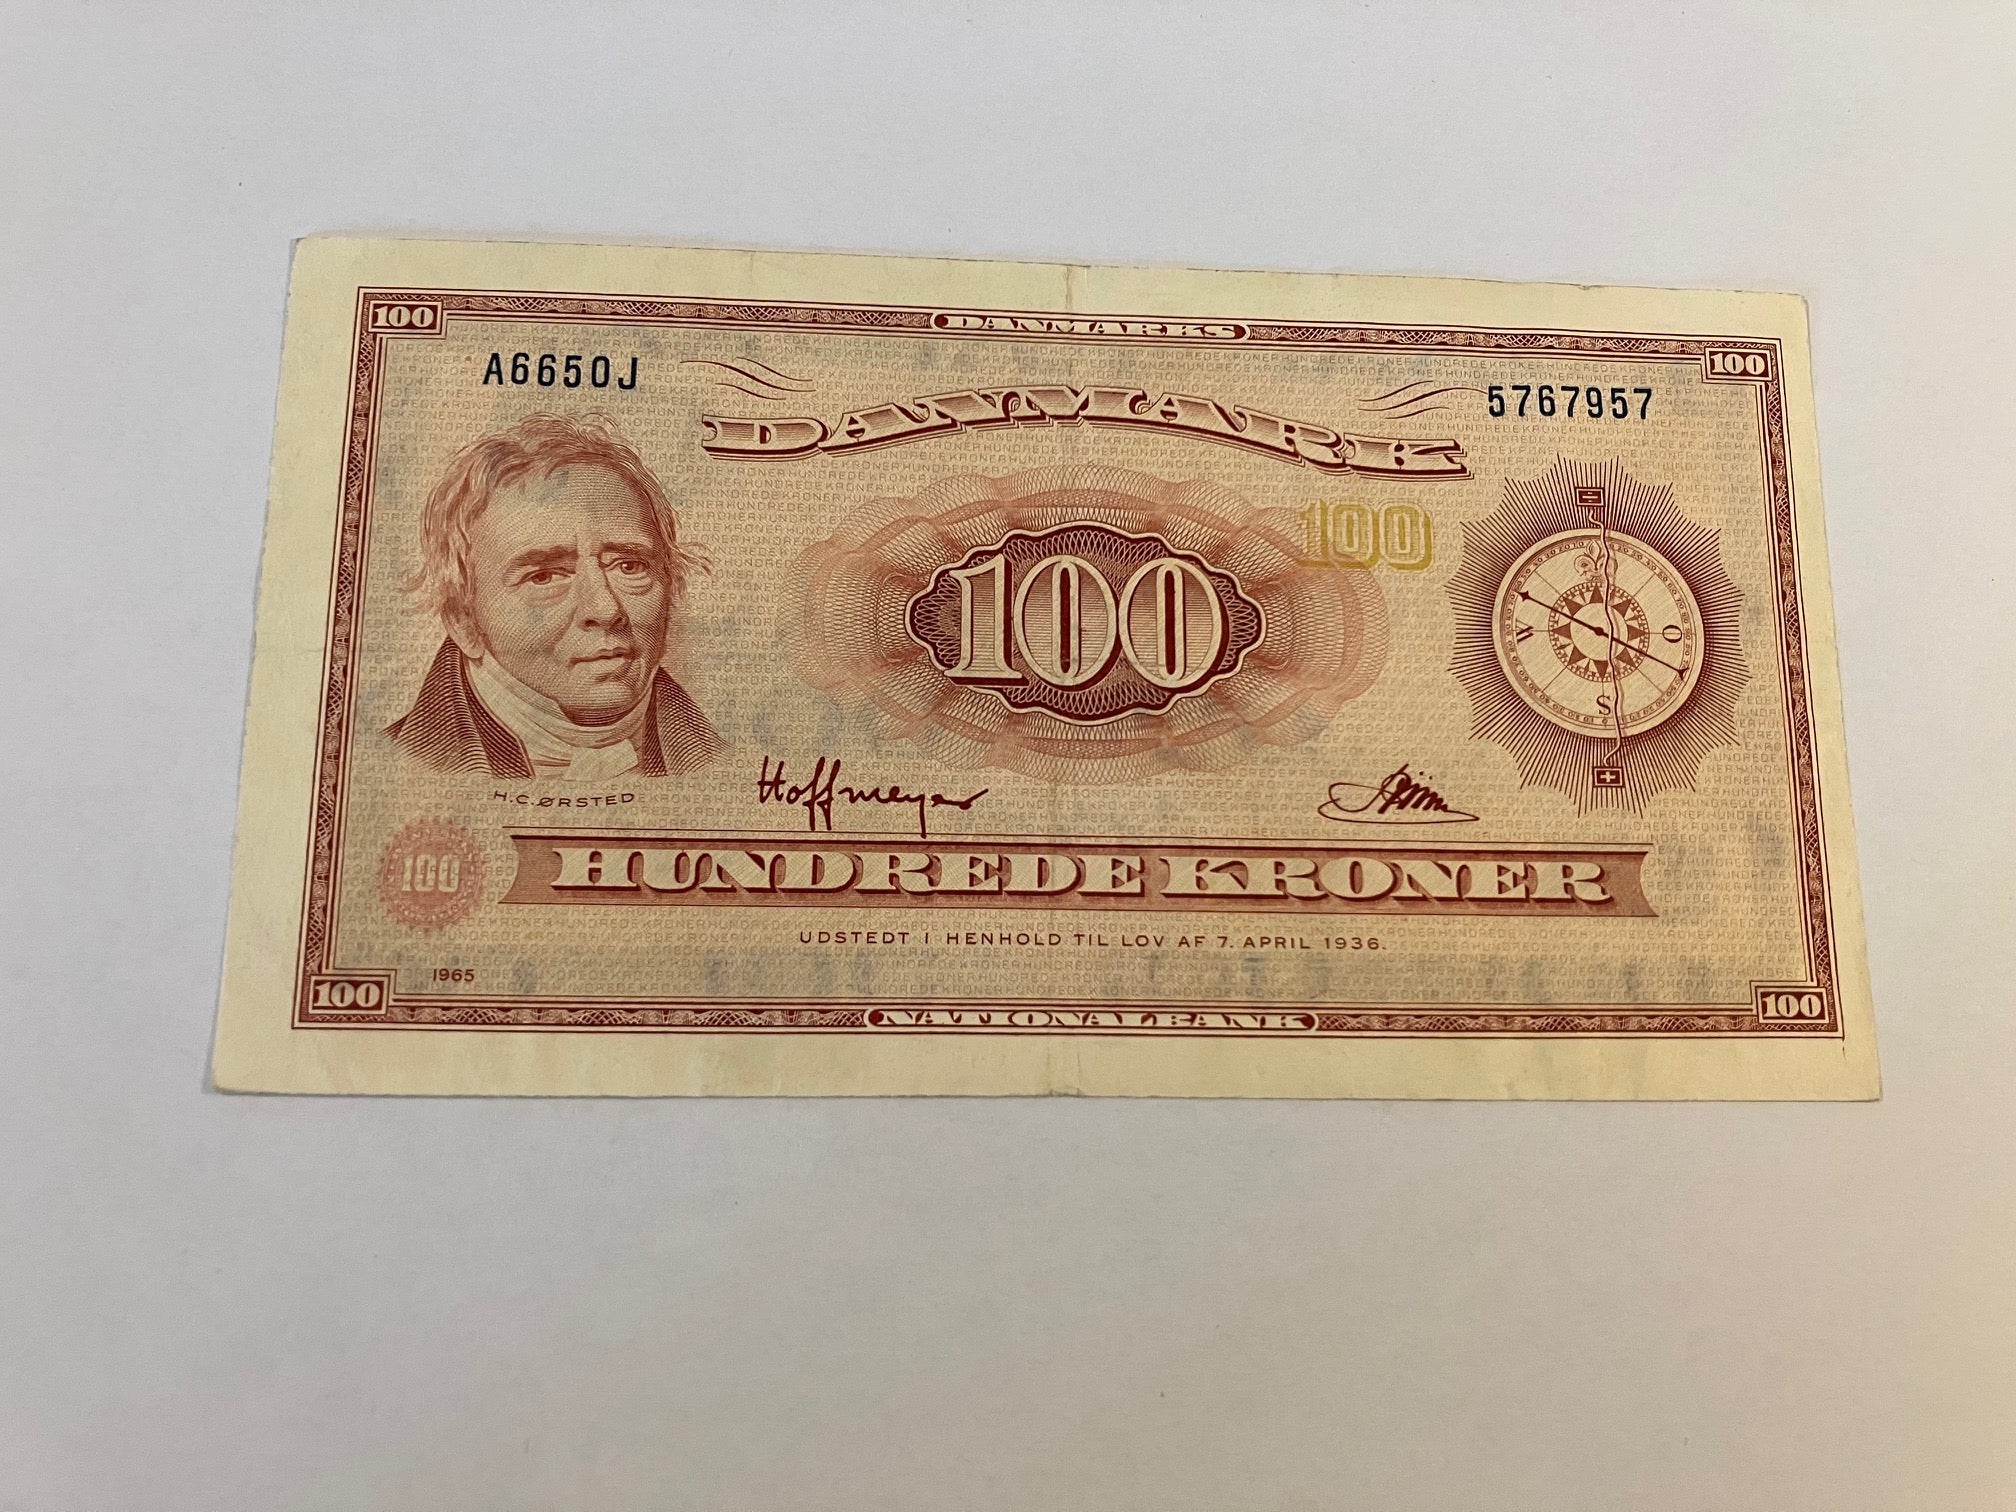 100
DANMARKS
100
A6650J
5767957
DANMARK
100
100
W
O
S
H.C.ØRSTED
Hoffmeyer
100
HUNDREDE KRONER
UDSTEDT I HENHOLD TIL LOV AF 7. APRIL 1936.
1965
100
NATIONALBANK
100